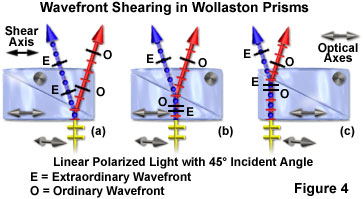 Wavefront Shearing in Wollaston Prisms
Shear
Axis
Optical
Axes
E
O
E
O
E
O
O
E
E
O
O
E
(a)
(b)
(c)
Linear Polarized Light with 45° Incident Angle
E = Extraordinary Wavefront
O = Ordinary Wavefront
Figure 4